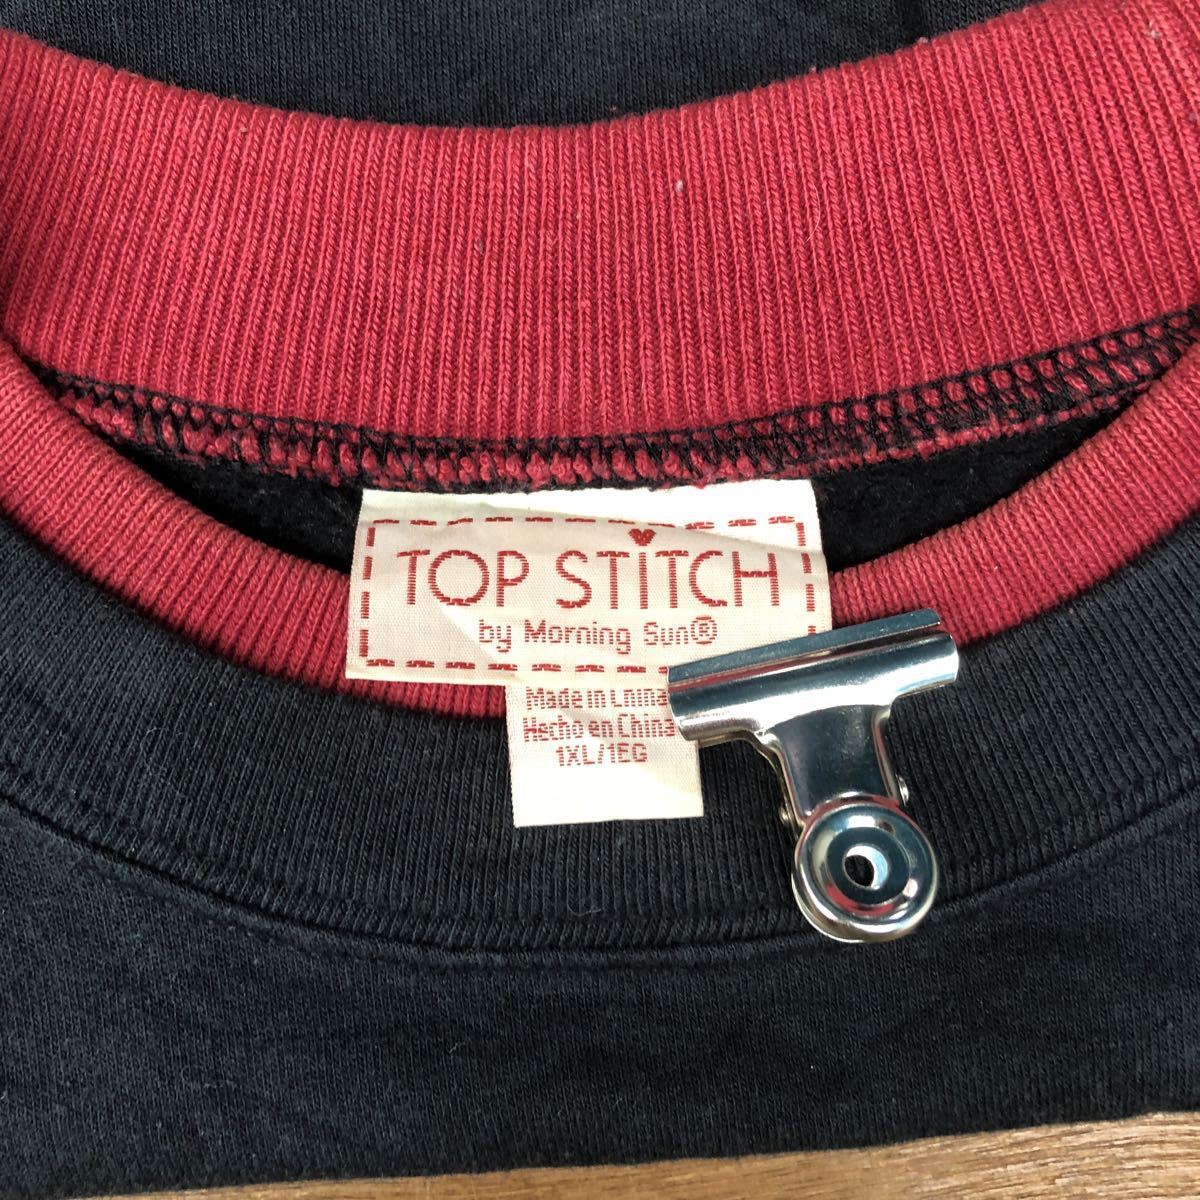 TOP STiTCH
by Morning Sun®
Made in China
Hecho en China
1XL/1EG